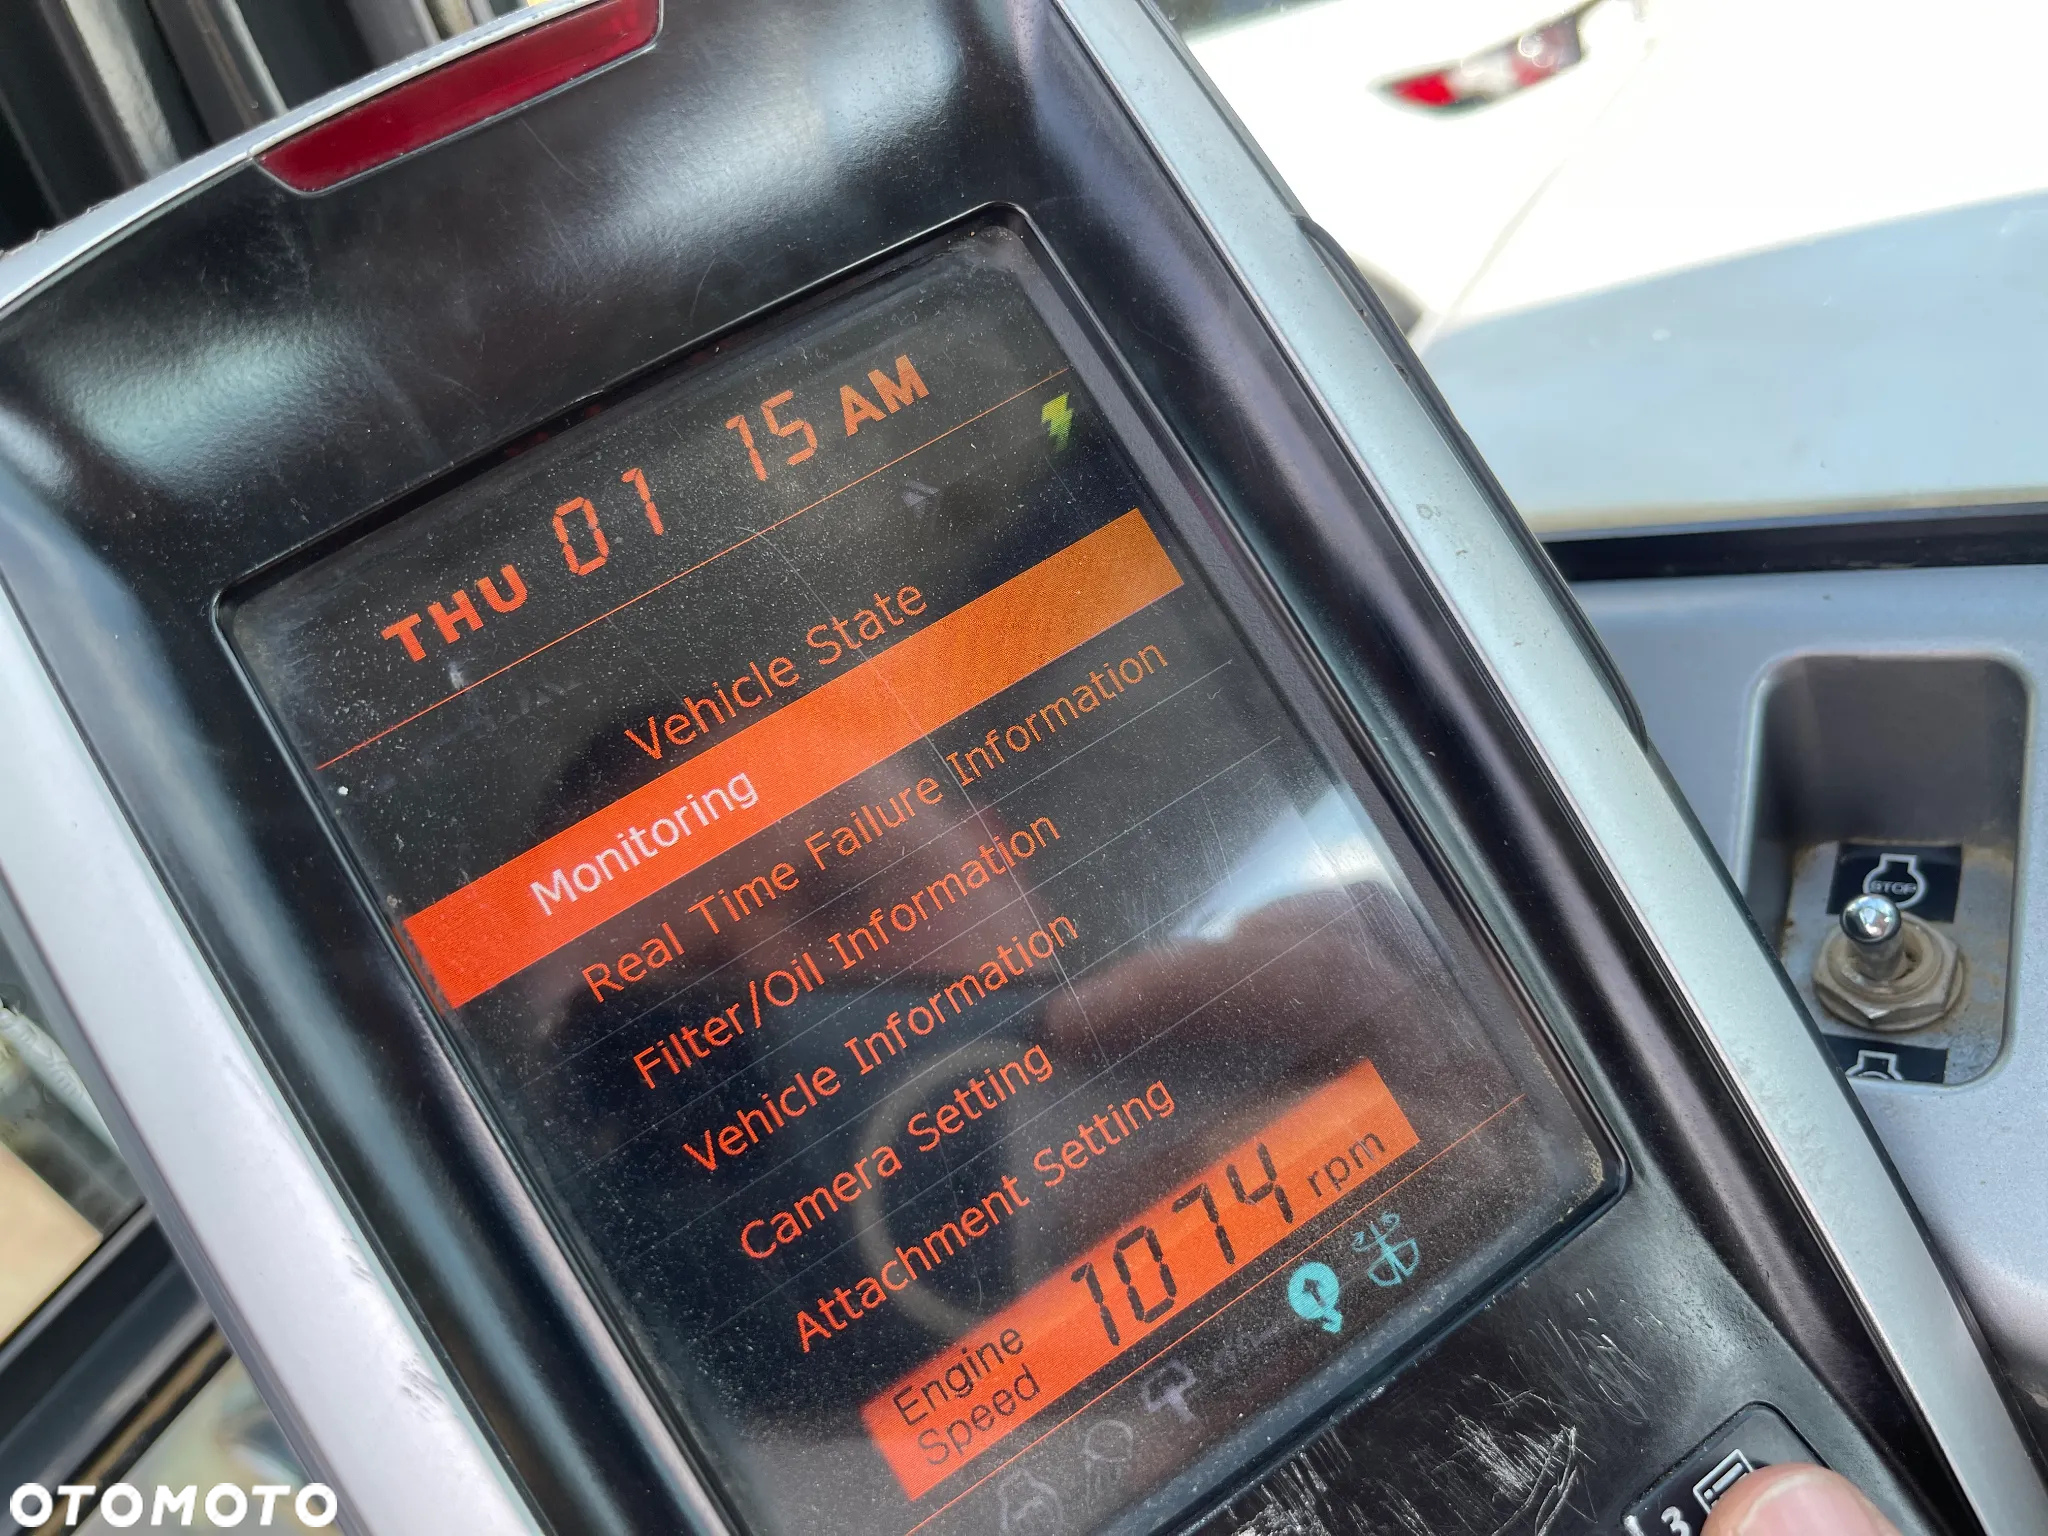 THU 01 15 AM
Vehicle State
Monitoring
Real Time Failure Information
Filter/Oil Information
Vehicle Information
Camera Setting
Attachment Setting
Engine Speed 1074 rpm
3
STOP
OTOMOTO